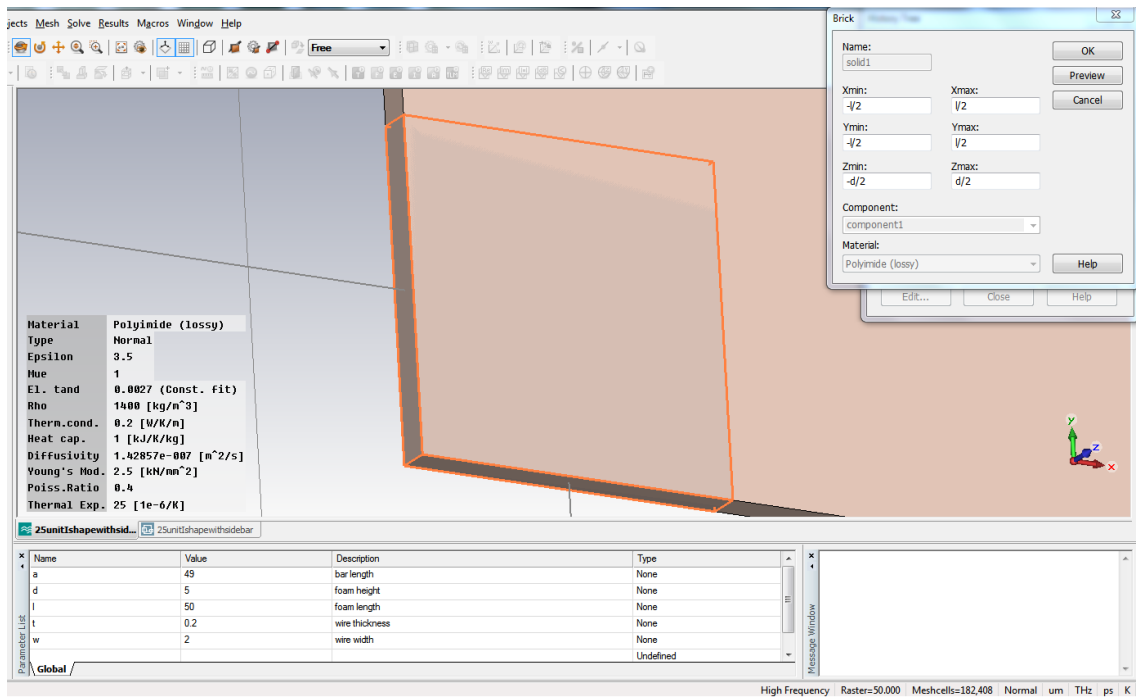 jects Mesh Solve Results Macros Window Help
Free
Brick
Name:
solid1
OK
Preview
Cancel
Xmin:
Xmax:
-l/2
l/2
Ymin:
Ymax:
-l/2
l/2
Zmin:
Zmax:
-d/2
d/2
Component:
component1
Material:
Polyimide (lossy)
Help
Edit...
Close
Help
Material Polyimide (lossy)
Type Normal
Epsilon 3.5
Mue 1
El. tand 0.0027 (Const. fit)
Rho 1400 [kg/m^3]
Therm.cond. 0.2 [W/K/m]
Heat cap. 1 [kJ/K/kg]
Diffusivity 1.42857e-007 [m^2/s]
Young's Mod. 2.5 [kN/mm^2]
Poiss.Ratio 0.4
Thermal Exp. 25 [1e-6/K]
y
z
x
25unitIshapewithsid...
25unitIshapewithsidebar
Name Value Description Type
a 49 bar length None
d 5 foam height None
l 50 foam length None
t 0.2 wire thickness None
w 2 wire width None
Undefined
Global
Parameter List
Message Window
High Frequency Raster=50.000 Meshcells=182,408 Normal um THz ps K